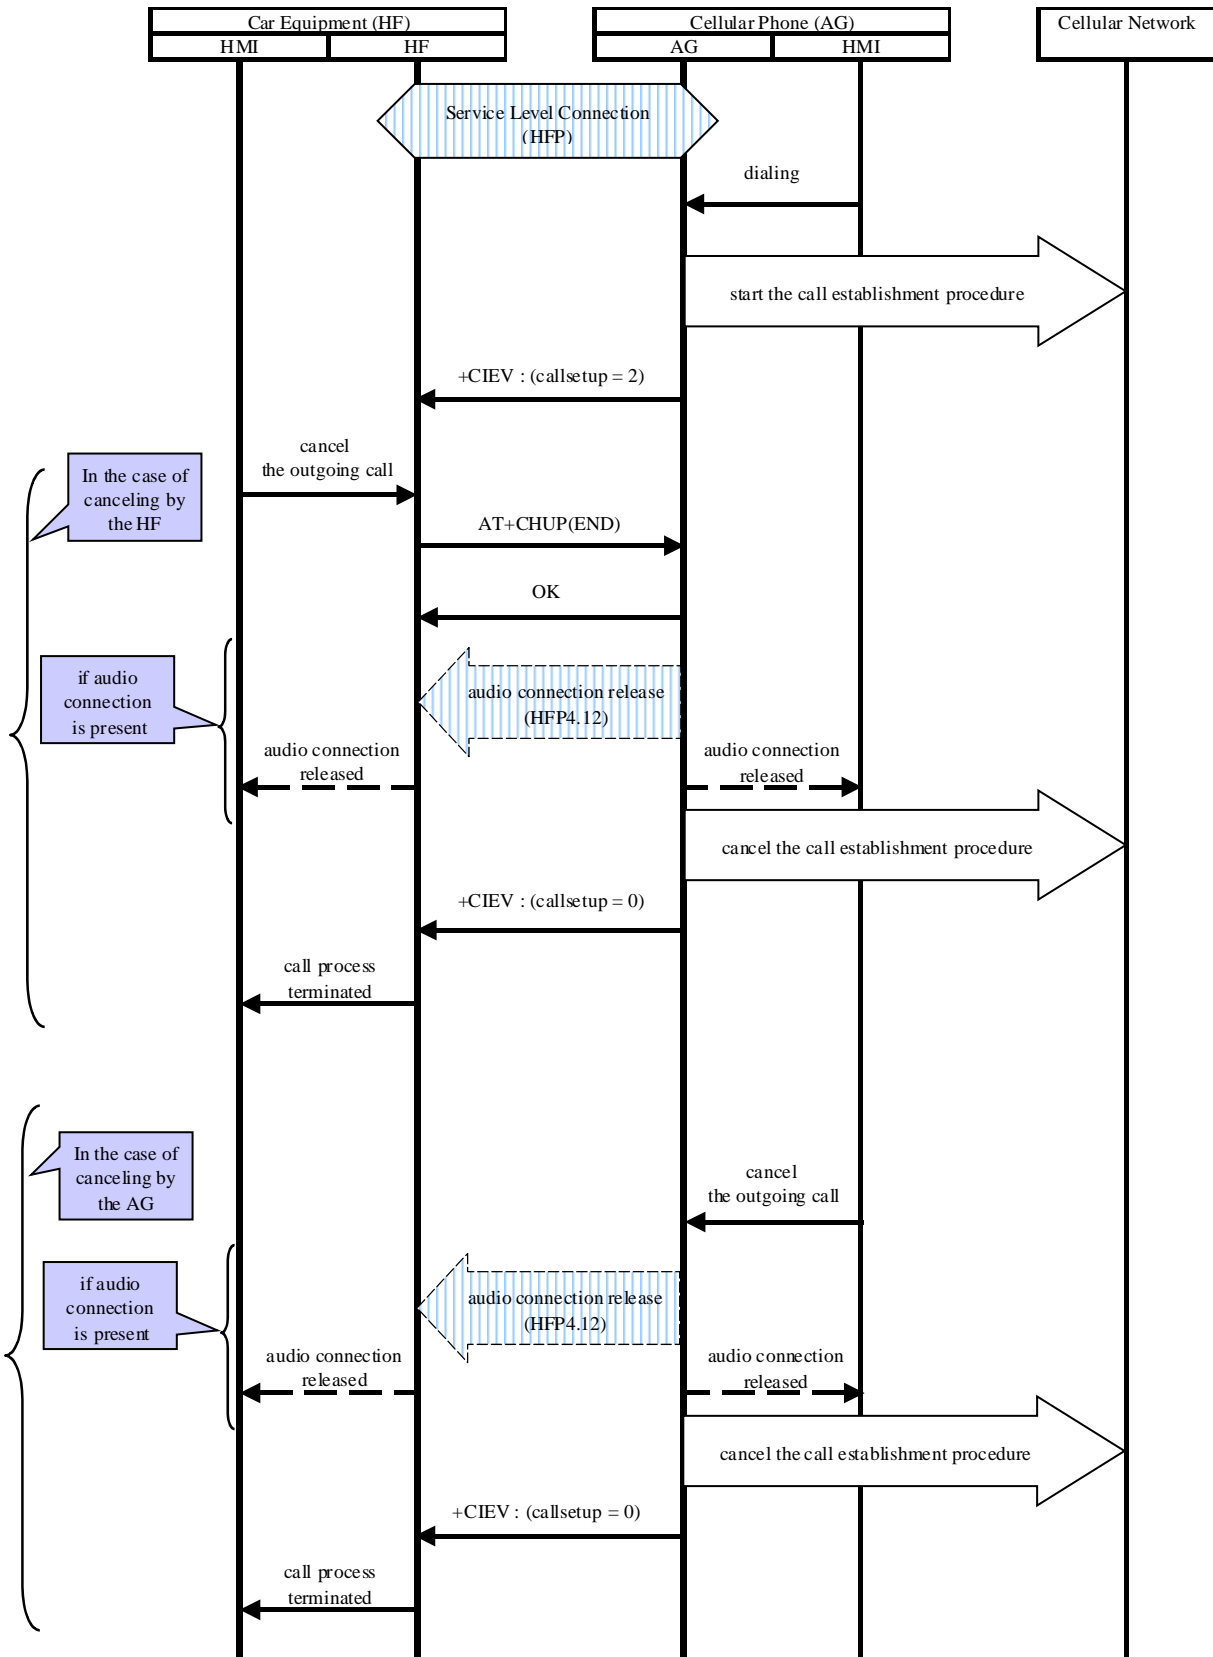 Car Equipment (HF)
Cellular Phone (AG)
Cellular Network
HMI
HF
AG
HMI
Service Level Connection
(HFP)
dialing
start the call establishment procedure
+CIEV : (callsetup = 2)
cancel
the outgoing call
In the case of
canceling by
the HF
AT+CHUP(END)
OK
if audio
connection
is present
audio connection release
(HFP4.12)
audio connection
released
audio connection
released
cancel the call establishment procedure
+CIEV : (callsetup = 0)
call process
terminated
In the case of
canceling by
the AG
cancel
the outgoing call
if audio
connection
is present
audio connection release
(HFP4.12)
audio connection
released
audio connection
released
cancel the call establishment procedure
+CIEV : (callsetup = 0)
call process
terminated